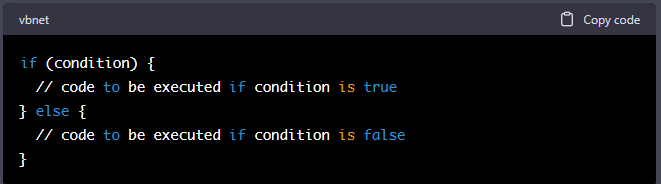 vbnet
Copy code
if (condition) {
  // code to be executed if condition is true
} else {
  // code to be executed if condition is false
}